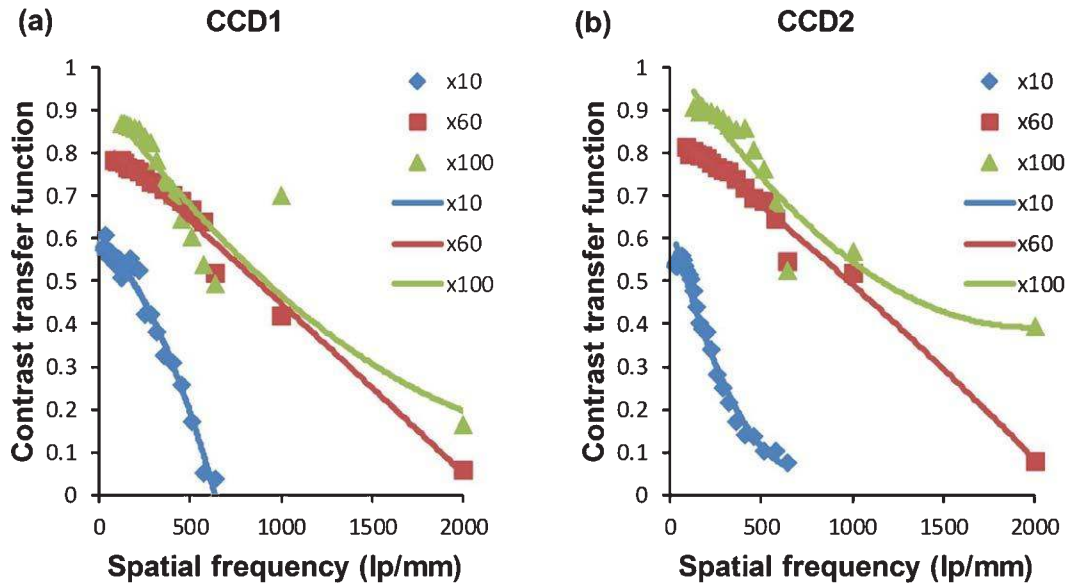 (a) CCD1
Contrast transfer function
1
0.9
0.8
0.7
0.6
0.5
0.4
0.3
0.2
0.1
0
0 500 1000 1500 2000
Spatial frequency (lp/mm)
x10
x60
x100
x10
x60
x100
(b) CCD2
Contrast transfer function
1
0.9
0.8
0.7
0.6
0.5
0.4
0.3
0.2
0.1
0
0 500 1000 1500 2000
Spatial frequency (lp/mm)
x10
x60
x100
x10
x60
x100